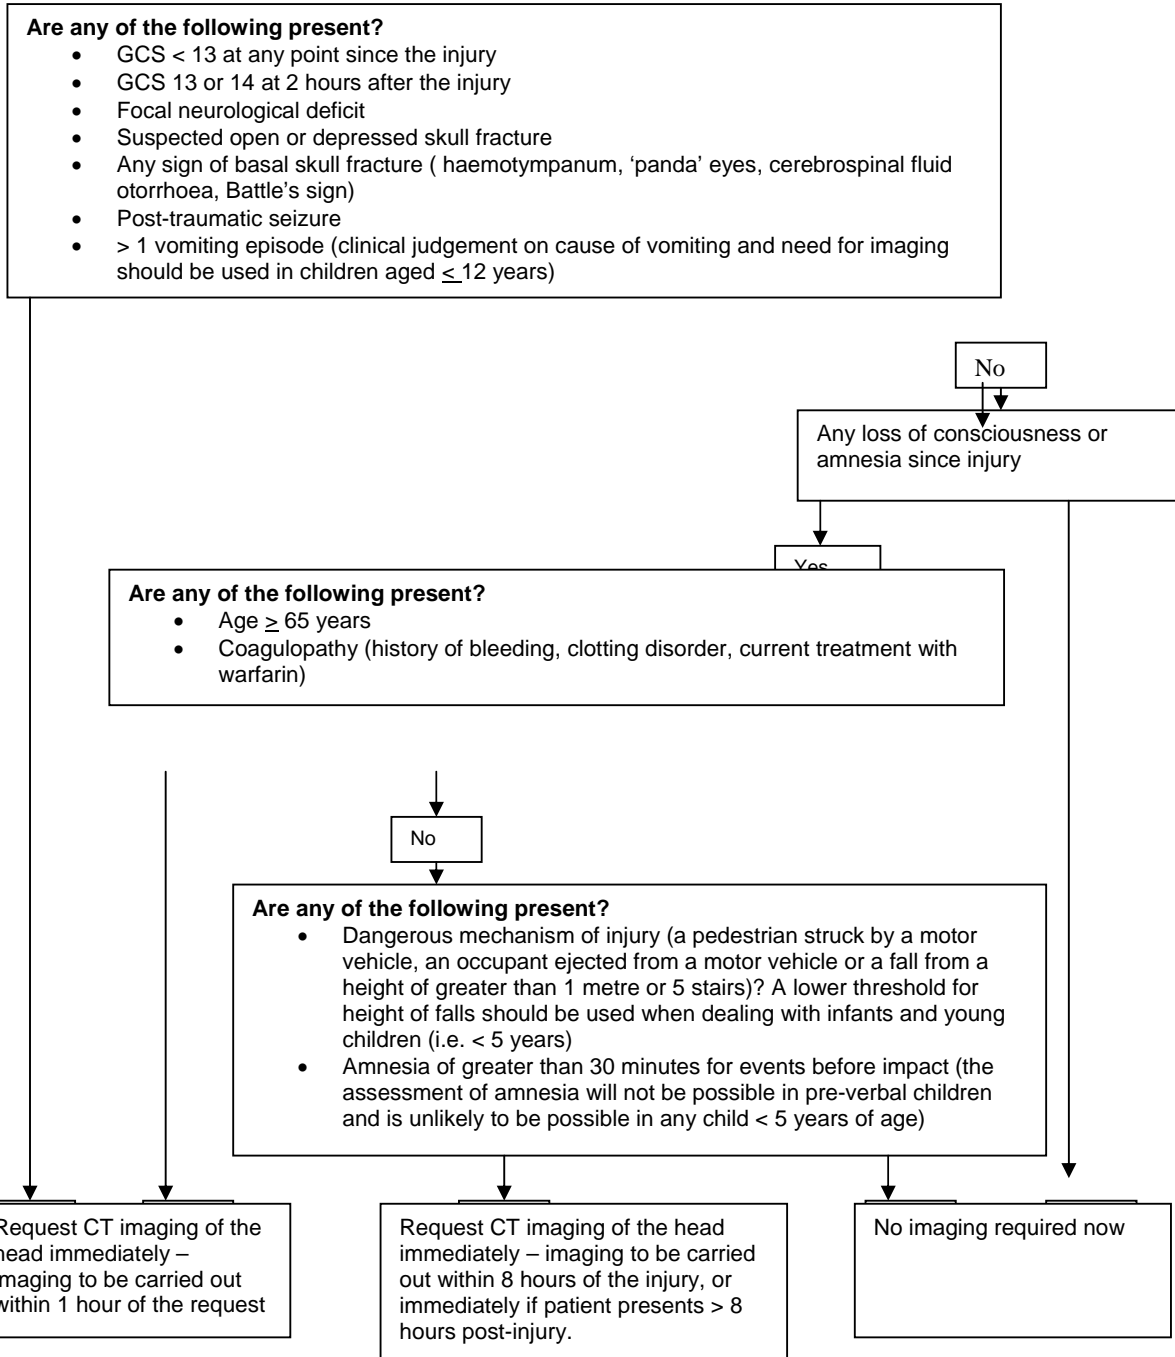 Are any of the following present?
• GCS < 13 at any point since the injury
• GCS 13 or 14 at 2 hours after the injury
• Focal neurological deficit
• Suspected open or depressed skull fracture
• Any sign of basal skull fracture ( haemotympanum, ‘panda’ eyes, cerebrospinal fluid
otorrhoea, Battle’s sign)
• Post-traumatic seizure
• > 1 vomiting episode (clinical judgement on cause of vomiting and need for imaging
should be used in children aged < 12 years)
No
Any loss of consciousness or
amnesia since injury
Yes
Are any of the following present?
• Age > 65 years
• Coagulopathy (history of bleeding, clotting disorder, current treatment with
warfarin)
No
Are any of the following present?
• Dangerous mechanism of injury (a pedestrian struck by a motor
vehicle, an occupant ejected from a motor vehicle or a fall from a
height of greater than 1 metre or 5 stairs)? A lower threshold for
height of falls should be used when dealing with infants and young
children (i.e. < 5 years)
• Amnesia of greater than 30 minutes for events before impact (the
assessment of amnesia will not be possible in pre-verbal children
and is unlikely to be possible in any child < 5 years of age)
Request CT imaging of the
head immediately –
imaging to be carried out
within 1 hour of the request
Request CT imaging of the head
immediately – imaging to be carried
out within 8 hours of the injury, or
immediately if patient presents > 8
hours post-injury.
No imaging required now